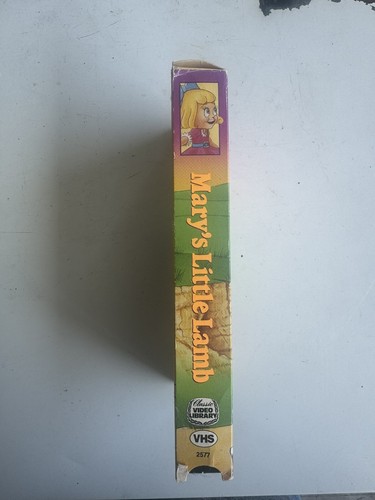 Mary's Little Lamb
Classic
VIDEO
LIBRARY
VHS
2577